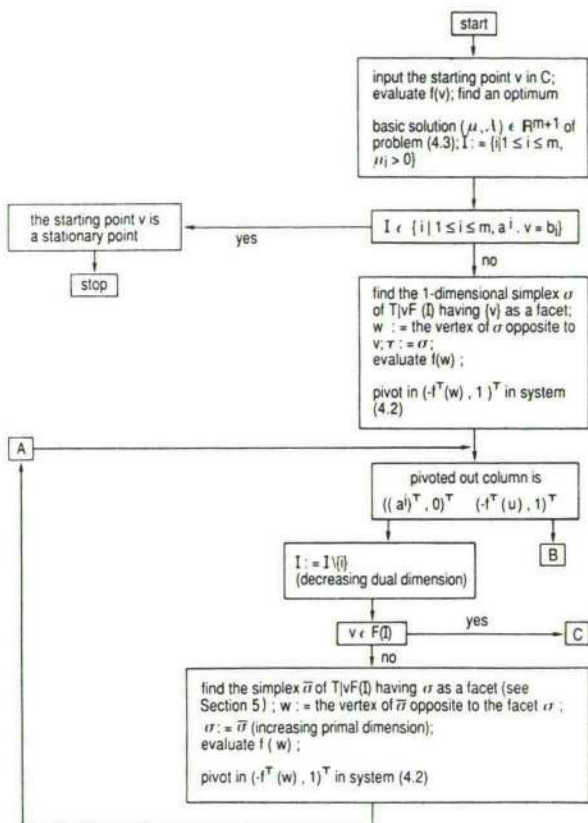 start
input the starting point v in C;
evaluate f(v); find an optimum
basic solution (μ, λ) ϵ R^m+1 of
problem (4.3); I : = {i|1 ≤ i ≤ m,
μi > 0}
I ϵ { i | 1 ≤ i ≤ m, a^i . v = bi}
yes
the starting point v is
a stationary point
stop
no
find the 1-dimensional simplex σ
of T|vF (I) having {v} as a facet;
w : = the vertex of σ opposite to
v; τ : = σ;
evaluate f(w) ;
pivot in (-f^T(w) , 1 )^T in system
(4.2)
A
pivoted out column is
(( a^i)^T , 0)^T (-f^T (u) , 1)^T
B
I : = I\{i}
(decreasing dual dimension)
v ϵ F(I)
yes
C
no
find the simplex σ̅ of T|vF(I) having σ as a facet (see
Section 5) ; w : = the vertex of σ̅ opposite to the facet σ ;
σ : = σ̅ (increasing primal dimension);
evaluate f ( w) ;
pivot in (-f^T (w) , 1)^T in system (4.2)